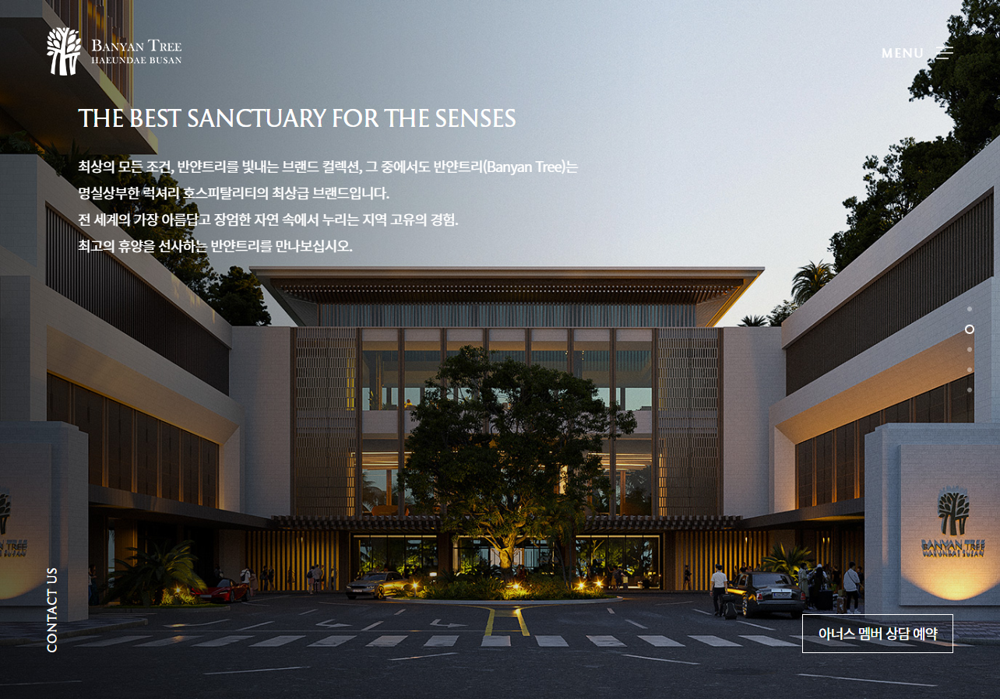 BANYAN TREE
HAEUNDAE BUSAN
MENU
THE BEST SANCTUARY FOR THE SENSES
최상의 모든 조건, 반얀트리를 빛내는 브랜드 컬렉션, 그 중에서도 반얀트리(Banyan Tree)는
명실상부한 럭셔리 호스피탈리티의 최상급 브랜드입니다.
전 세계의 가장 아름답고 장엄한 자연 속에서 누리는 지역 고유의 경험.
최고의 휴양을 선사하는 반얀트리를 만나보십시오.
BANYAN TREE
HAEUNDAE BUSAN
TREE
BUSAN
CONTACT US
아너스 멤버 상담 예약